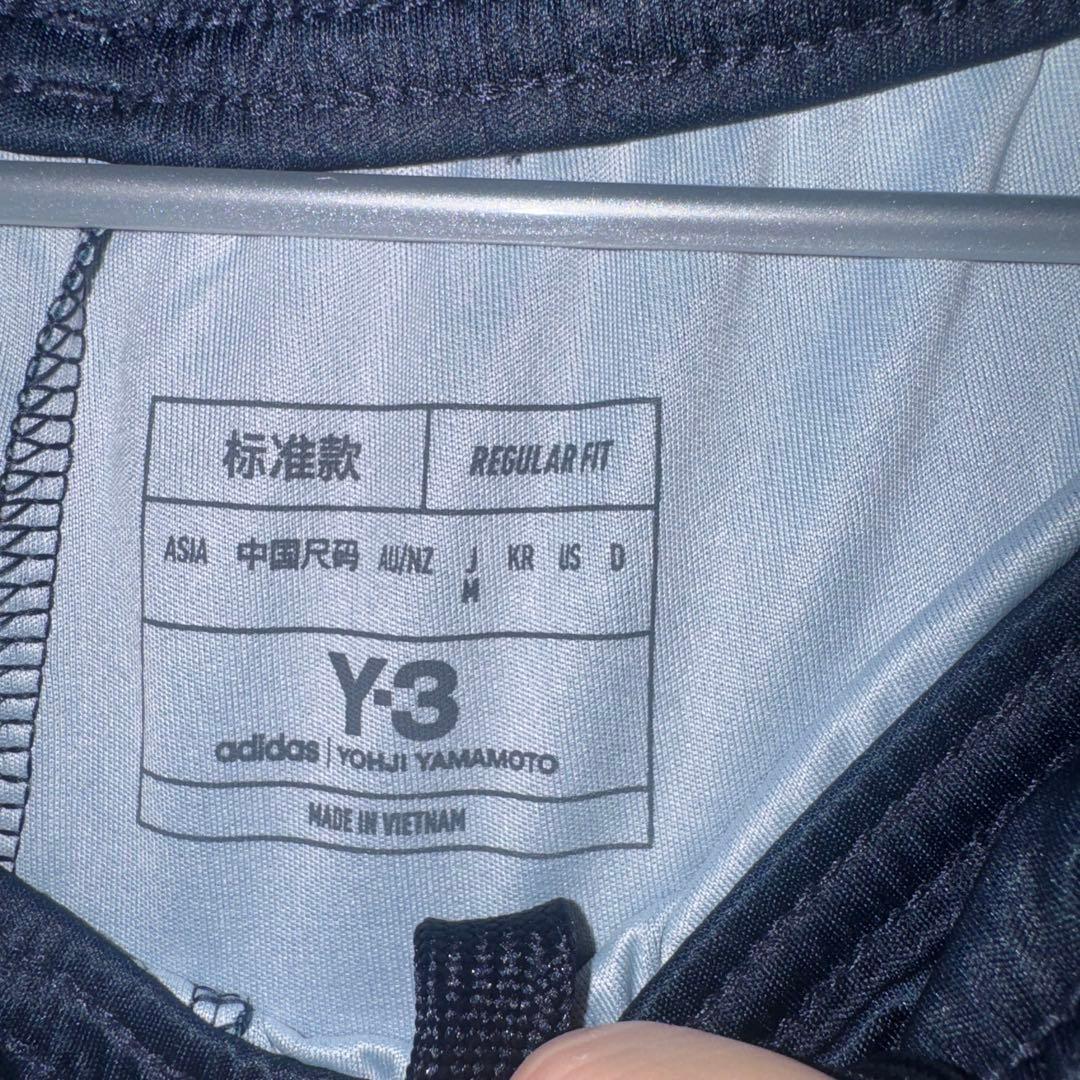 标准款 REGULAR FIT
ASIA 中国尺码 AU/NZ J KR US D
M
Y-3
adidas | YOHJI YAMAMOTO
MADE IN VIETNAM